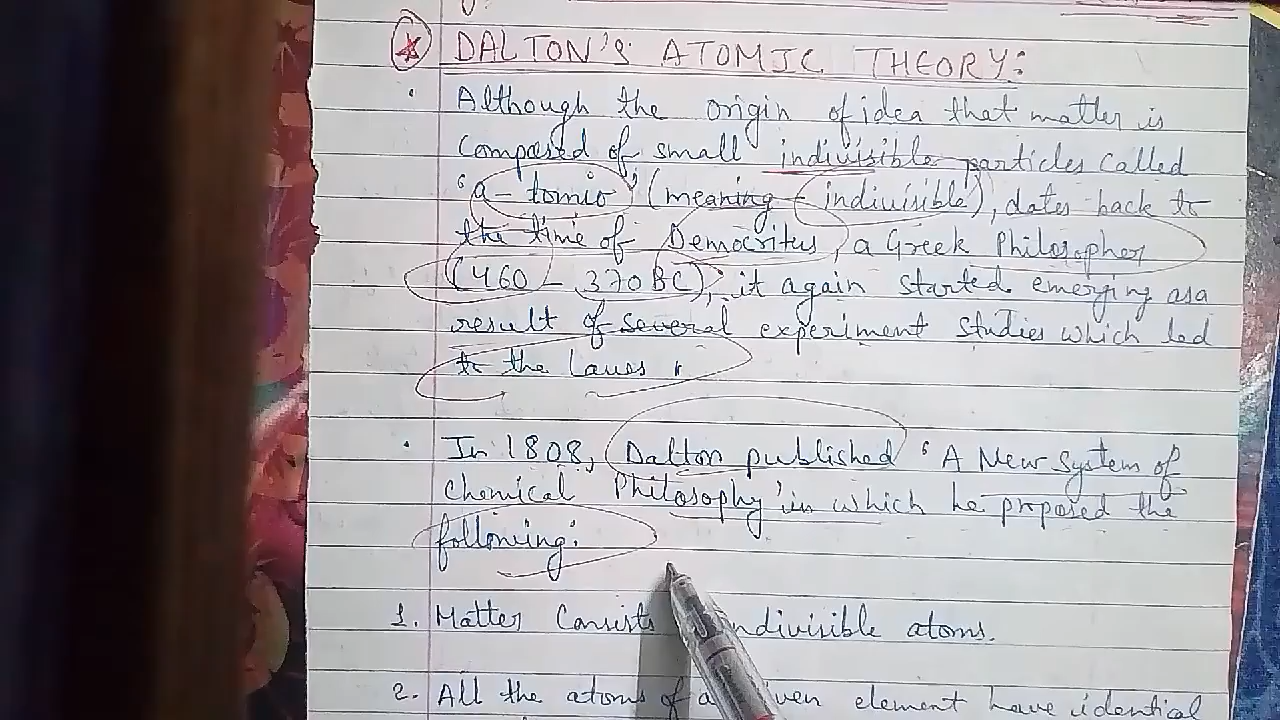 DALTON'S ATOMIC THEORY:
• Although the origin of idea that matter is
composed of small indivisible particles called
'a-tomio' (meaning - indivisible), dates back to
the time of Democritus, a Greek Philosopher
(460 - 370 BC); it again started emerging as a
result of several experiment studies which led
to the Laws.
• In 1808, Dalton published 'A New System of
Chemical Philosophy' in which he proposed the
following:
1. Matter Consists indivisible atoms.
2. All the atoms of a element have identical